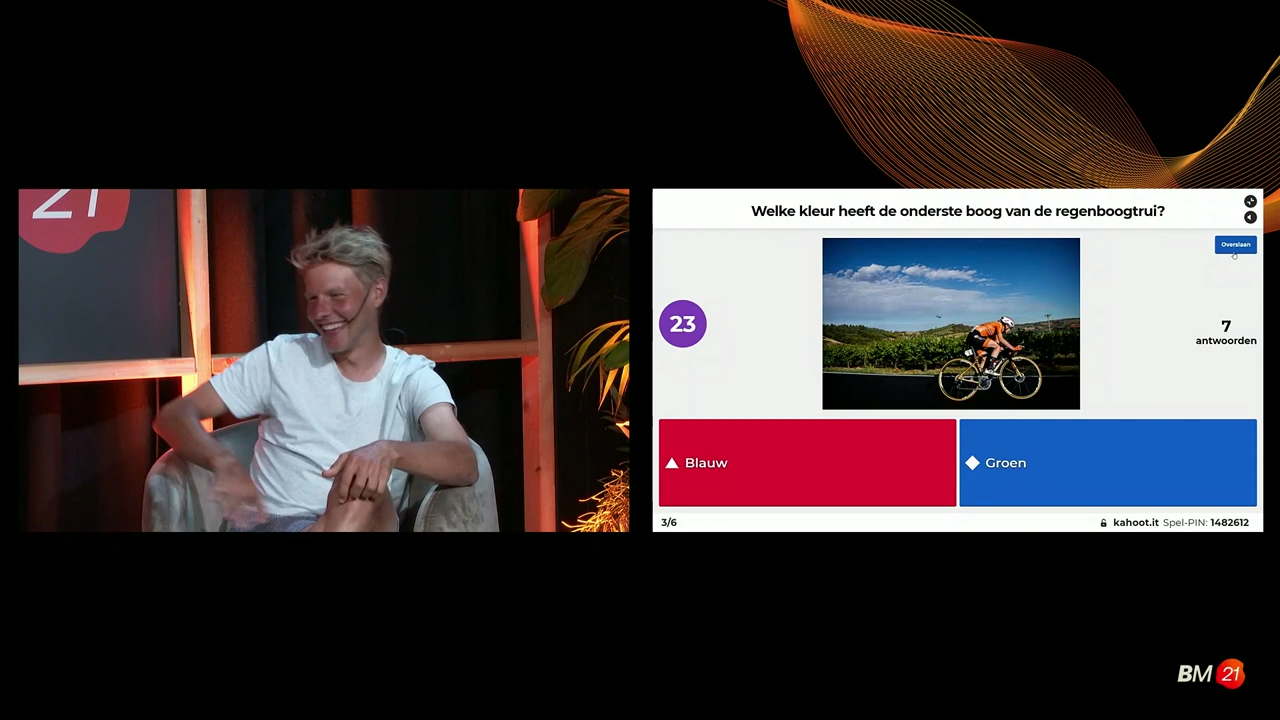 21
Welke kleur heeft de onderste boog van de regenboogtrui?
Overslaan
23
7
antwoorden
Blauw
Groen
3/6
kahoot.it Spel-PIN: 1482612
BM 21